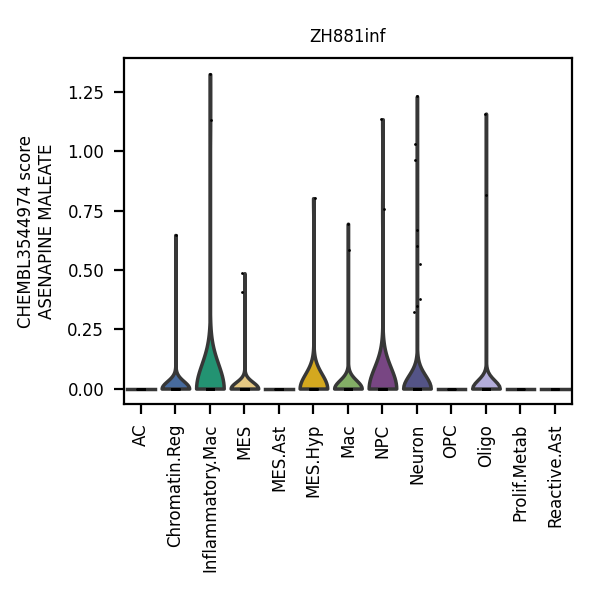 ZH881inf
CHEMBL3544974 score
ASENAPINE MALEATE
1.25
1.00
0.75
0.50
0.25
0.00
AC
Chromatin.Reg
Inflammatory.Mac
MES
MES.Ast
MES.Hyp
Mac
NPC
Neuron
OPC
Oligo
Prolif.Metab
Reactive.Ast